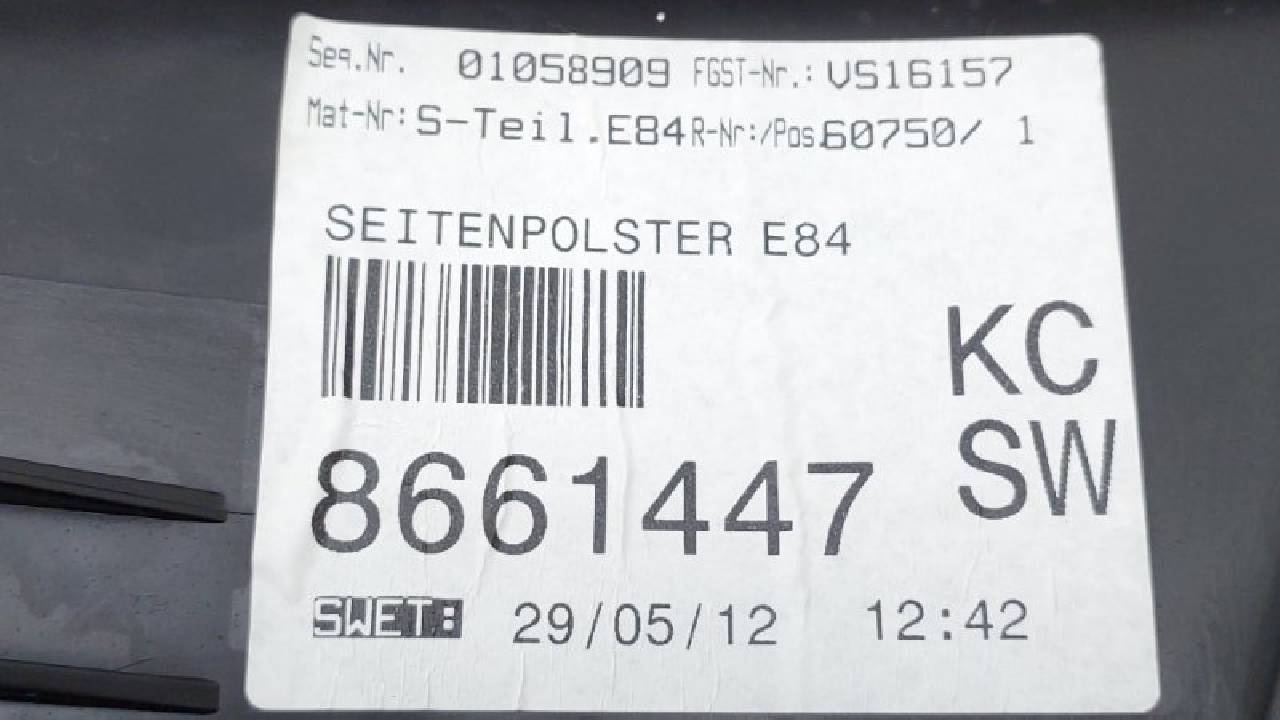 Seq.Nr. 01058909 FGST-Nr.: VS16157
Mat-Nr: S-Teil.E84 R-Nr:/Pos 60750/ 1
SEITENPOLSTER E84
KC
SW
8661447
SWET: 29/05/12 12:42